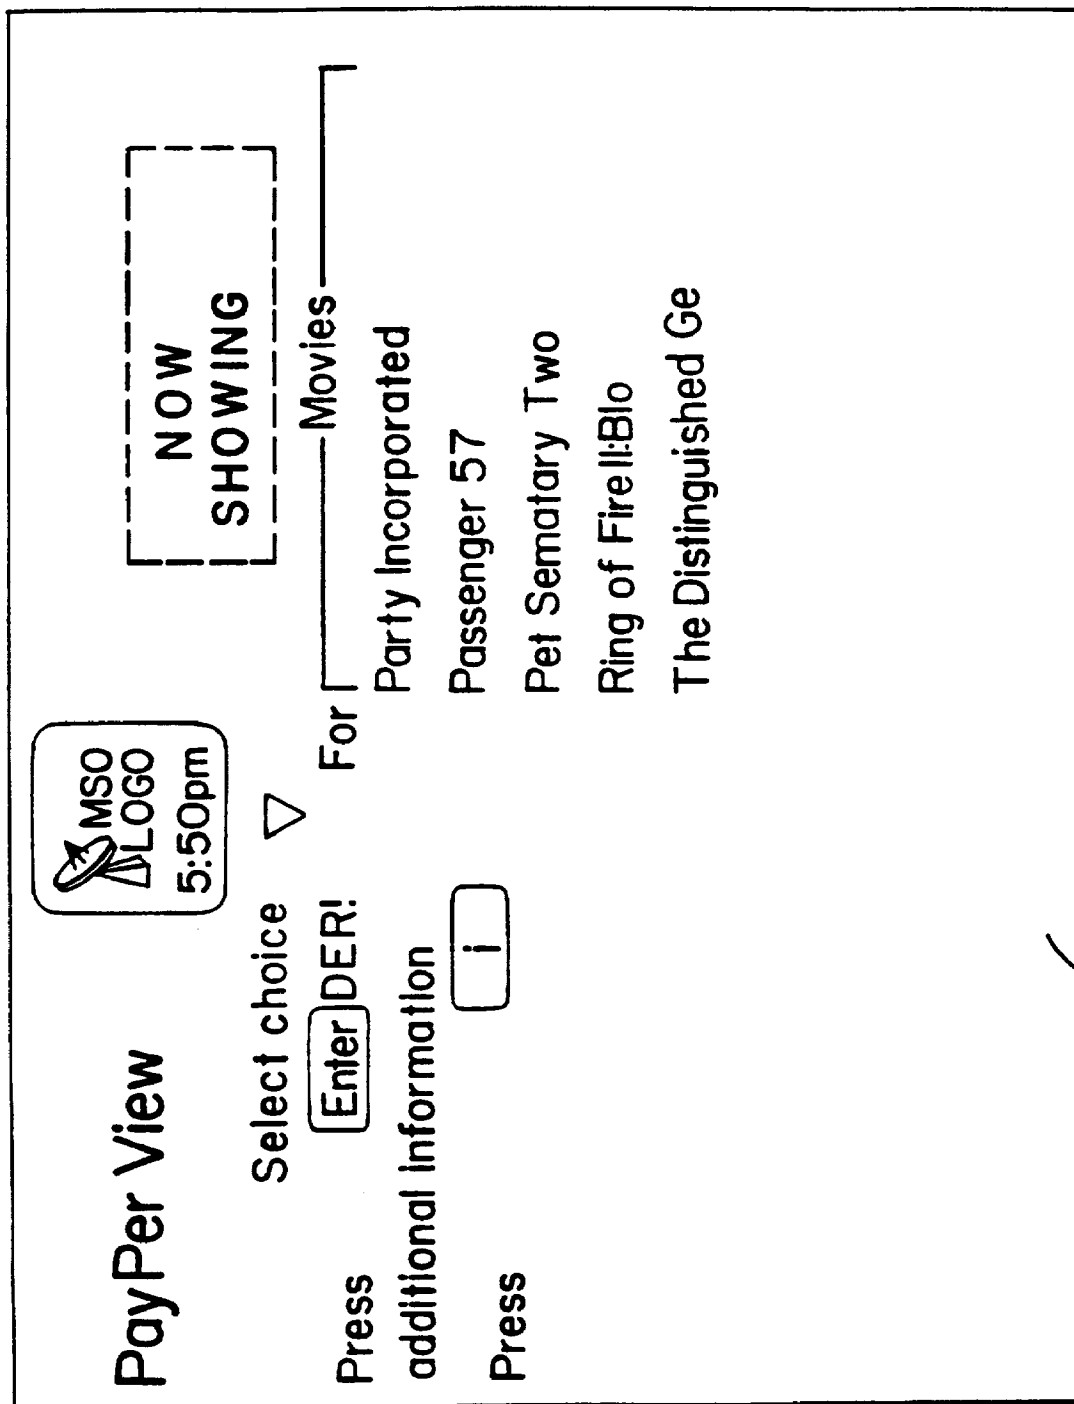 PayPer View
MSO
LOGO
5:50pm
NOW
SHOWING
Select choice
Press Enter DER! For
additional information
Press i
Movies
Party Incorporated
Passenger 57
Pet Sematary Two
Ring of Fire II:Blo
The Distinguished Ge